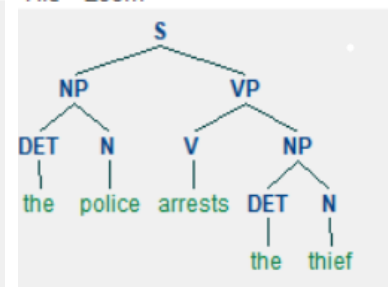 S
NP VP
DET N V NP
the police arrests DET N
the thief